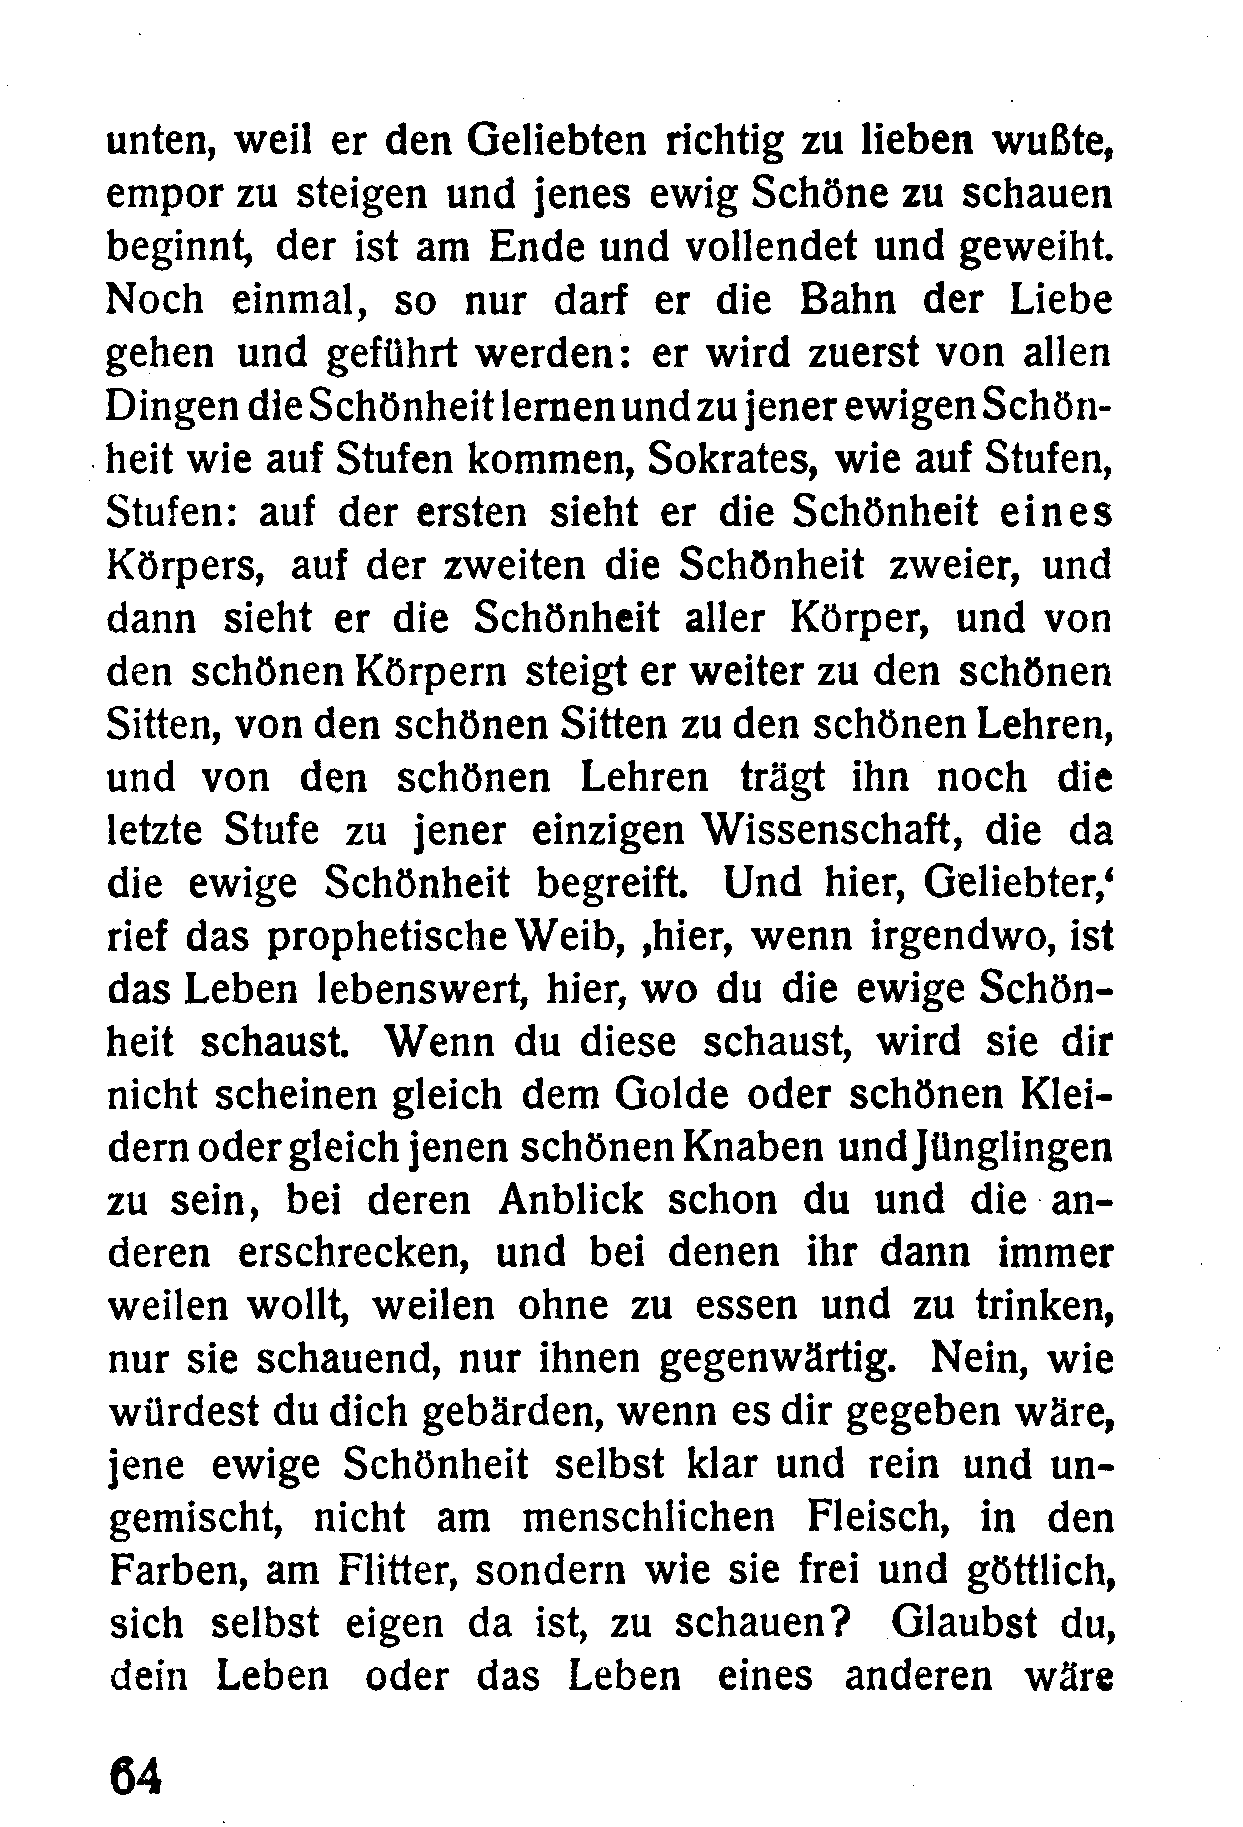 unten, weil er den Geliebten richtig zu lieben wußte,
empor zu steigen und jenes ewig Schöne zu schauen
beginnt, der ist am Ende und vollendet und geweiht.
Noch einmal, so nur darf er die Bahn der Liebe
gehen und geführt werden: er wird zuerst von allen
Dingen die Schönheit lernen und zu jener ewigen Schön-
heit wie auf Stufen kommen, Sokrates, wie auf Stufen,
Stufen: auf der ersten sieht er die Schönheit eines
Körpers, auf der zweiten die Schönheit zweier, und
dann sieht er die Schönheit aller Körper, und von
den schönen Körpern steigt er weiter zu den schönen
Sitten, von den schönen Sitten zu den schönen Lehren,
und von den schönen Lehren trägt ihn noch die
letzte Stufe zu jener einzigen Wissenschaft, die da
die ewige Schönheit begreift. Und hier, Geliebter,‘
rief das prophetische Weib, ‚hier, wenn irgendwo, ist
das Leben lebenswert, hier, wo du die ewige Schön-
heit schaust. Wenn du diese schaust, wird sie dir
nicht scheinen gleich dem Golde oder schönen Klei-
dern oder gleich jenen schönen Knaben und Jünglingen
zu sein, bei deren Anblick schon du und die an-
deren erschrecken, und bei denen ihr dann immer
weilen wollt, weilen ohne zu essen und zu trinken,
nur sie schauend, nur ihnen gegenwärtig. Nein, wie
würdest du dich gebärden, wenn es dir gegeben wäre,
jene ewige Schönheit selbst klar und rein und un-
gemischt, nicht am menschlichen Fleisch, in den
Farben, am Flitter, sondern wie sie frei und göttlich,
sich selbst eigen da ist, zu schauen? Glaubst du,
dein Leben oder das Leben eines anderen wäre
64